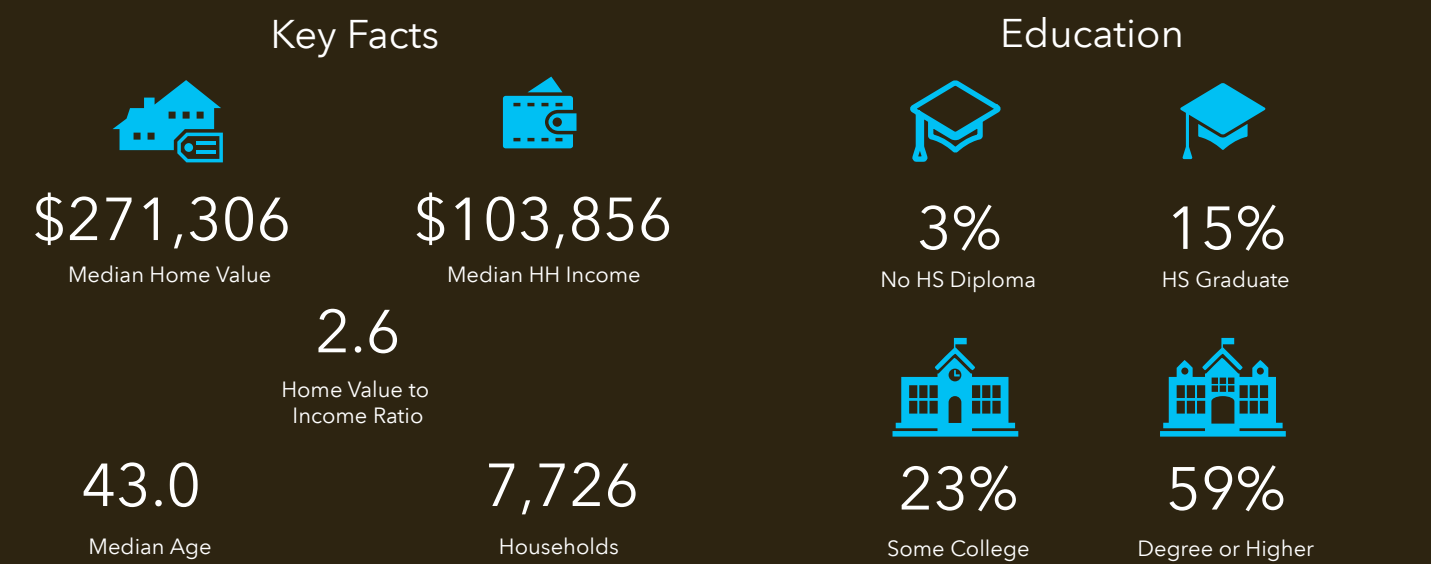 Key Facts
$271,306
Median Home Value
$103,856
Median HH Income
2.6
Home Value to
Income Ratio
43.0
Median Age
7,726
Households
Education
3%
No HS Diploma
15%
HS Graduate
23%
Some College
59%
Degree or Higher